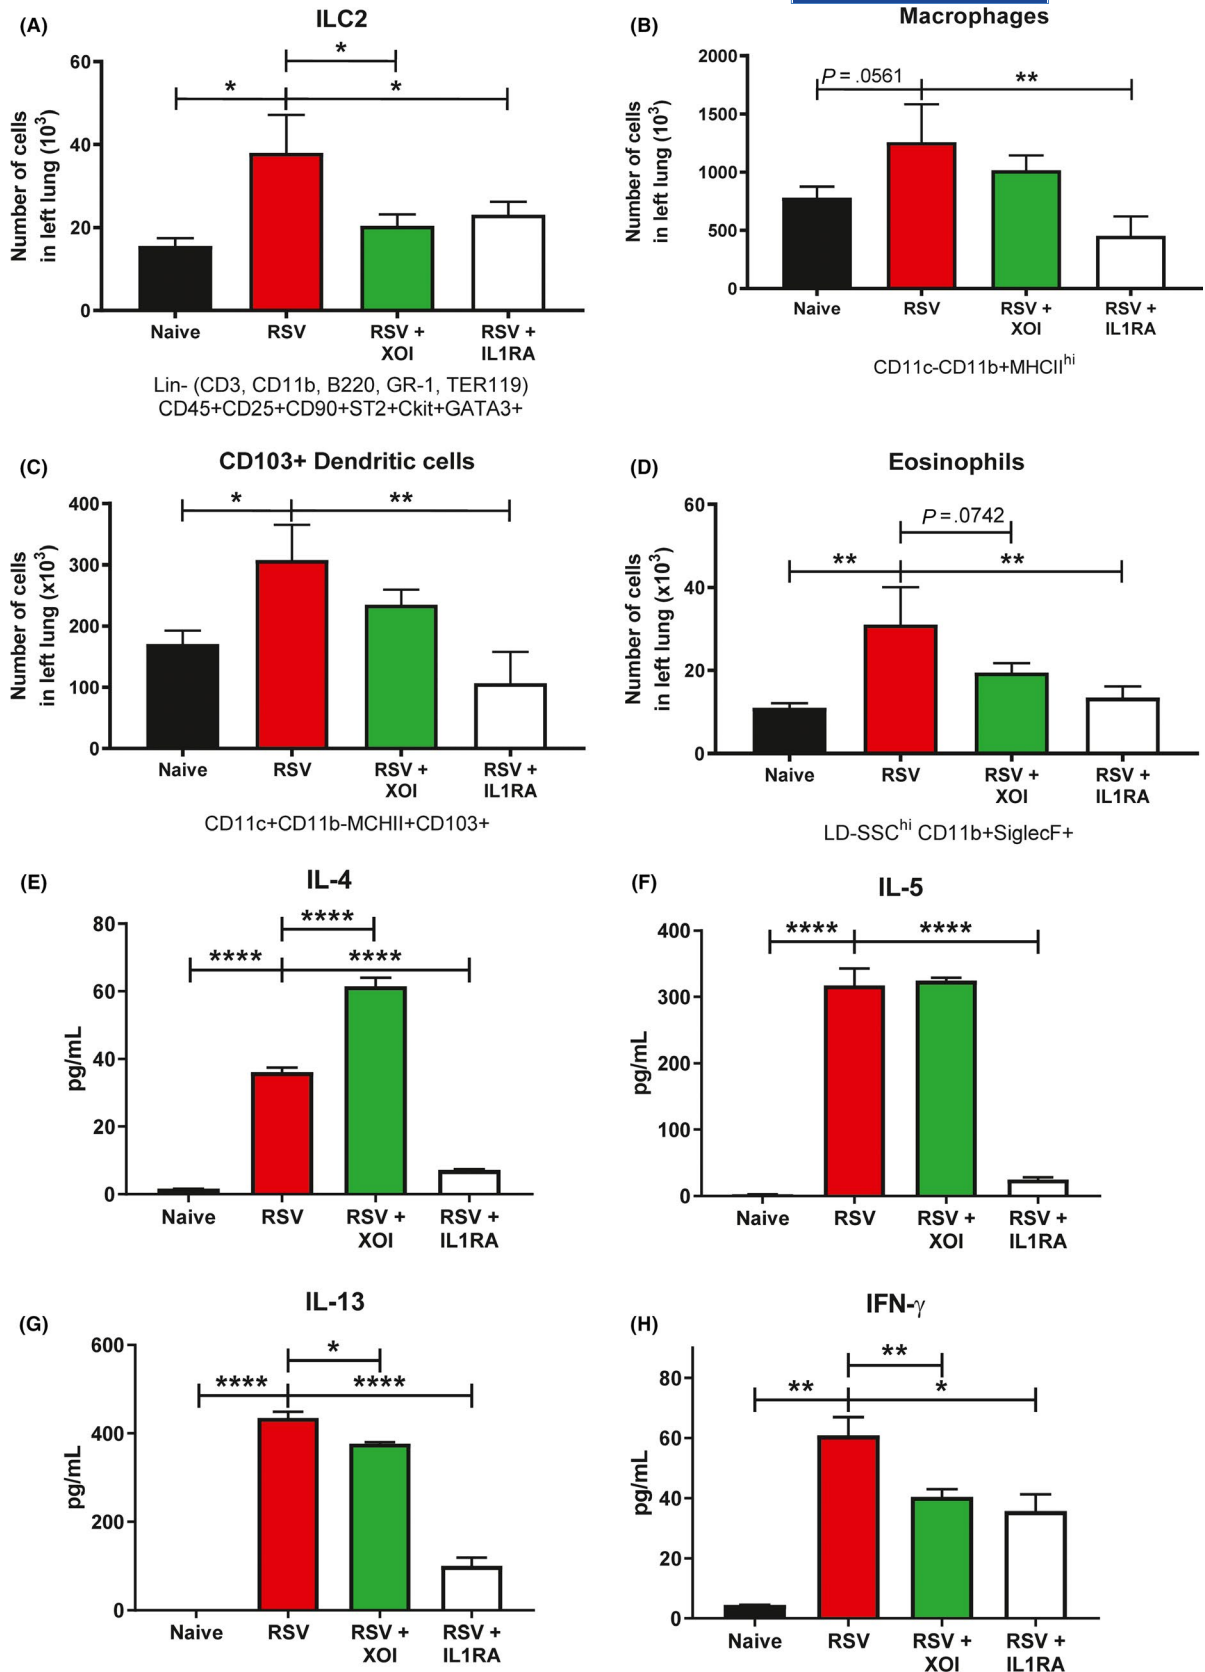 (A)
ILC2
Number of cells
in left lung (10³)
60
40
20
0
*
*
*
Naive
RSV
RSV +
XOI
RSV +
IL1RA
Lin- (CD3, CD11b, B220, GR-1, TER119)
CD45+CD25+CD90+ST2+Ckit+GATA3+
(B)
Macrophages
Number of cells
in left lung (10³)
2000
1500
1000
500
0
P = .0561
**
Naive
RSV
RSV +
XOI
RSV +
IL1RA
CD11c-CD11b+MHCIIʰⁱ
(C)
CD103+ Dendritic cells
Number of cells
in left lung (x10³)
400
300
200
100
0
*
**
Naive
RSV
RSV +
XOI
RSV +
IL1RA
CD11c+CD11b-MCHII+CD103+
(D)
Eosinophils
Number of cells
in left lung (x10³)
60
40
20
0
P = .0742
**
**
Naive
RSV
RSV +
XOI
RSV +
IL1RA
LD-SSCʰⁱ CD11b+SiglecF+
(E)
IL-4
pg/mL
80
60
40
20
0
****
****
****
Naive
RSV
RSV +
XOI
RSV +
IL1RA
(F)
IL-5
pg/mL
400
300
200
100
0
****
****
Naive
RSV
RSV +
XOI
RSV +
IL1RA
(G)
IL-13
pg/mL
600
400
200
0
*
****
****
Naive
RSV
RSV +
XOI
RSV +
IL1RA
(H)
IFN-γ
pg/mL
80
60
40
20
0
**
**
*
Naive
RSV
RSV +
XOI
RSV +
IL1RA